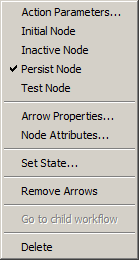 Action Parameters...
Initial Node
Inactive Node
Persist Node
Test Node
Arrow Properties...
Node Attributes...
Set State...
Remove Arrows
Go to child workflow
Delete